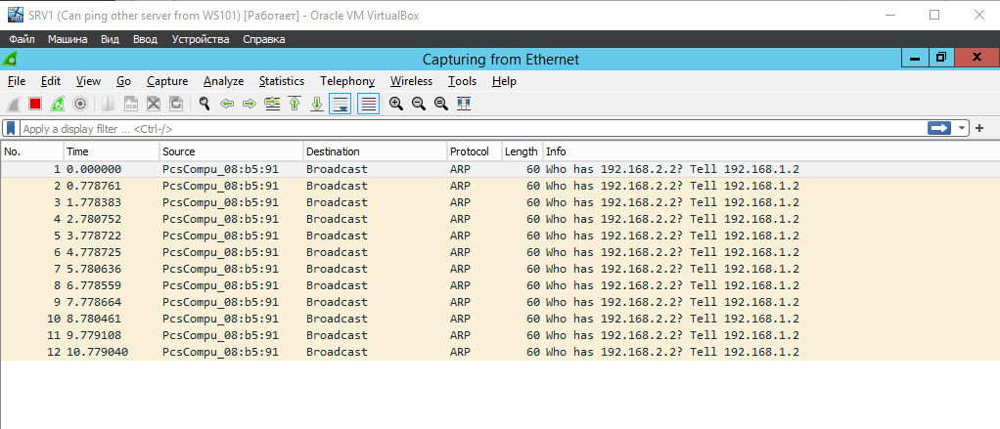 SRV1 (Can ping other server from WS101) [Работает] - Oracle VM VirtualBox
Файл Машина Вид Ввод Устройства Справка
Capturing from Ethernet
File Edit View Go Capture Analyze Statistics Telephony Wireless Tools Help
Apply a display filter ... <Ctrl-/>
No. Time Source Destination Protocol Length Info
1 0.000000 PcsCompu_08:b5:91 Broadcast ARP 60 Who has 192.168.2.2? Tell 192.168.1.2
2 0.778761 PcsCompu_08:b5:91 Broadcast ARP 60 Who has 192.168.2.2? Tell 192.168.1.2
3 1.778383 PcsCompu_08:b5:91 Broadcast ARP 60 Who has 192.168.2.2? Tell 192.168.1.2
4 2.780752 PcsCompu_08:b5:91 Broadcast ARP 60 Who has 192.168.2.2? Tell 192.168.1.2
5 3.778722 PcsCompu_08:b5:91 Broadcast ARP 60 Who has 192.168.2.2? Tell 192.168.1.2
6 4.778725 PcsCompu_08:b5:91 Broadcast ARP 60 Who has 192.168.2.2? Tell 192.168.1.2
7 5.780636 PcsCompu_08:b5:91 Broadcast ARP 60 Who has 192.168.2.2? Tell 192.168.1.2
8 6.778559 PcsCompu_08:b5:91 Broadcast ARP 60 Who has 192.168.2.2? Tell 192.168.1.2
9 7.778664 PcsCompu_08:b5:91 Broadcast ARP 60 Who has 192.168.2.2? Tell 192.168.1.2
10 8.780461 PcsCompu_08:b5:91 Broadcast ARP 60 Who has 192.168.2.2? Tell 192.168.1.2
11 9.779108 PcsCompu_08:b5:91 Broadcast ARP 60 Who has 192.168.2.2? Tell 192.168.1.2
12 10.779040 PcsCompu_08:b5:91 Broadcast ARP 60 Who has 192.168.2.2? Tell 192.168.1.2